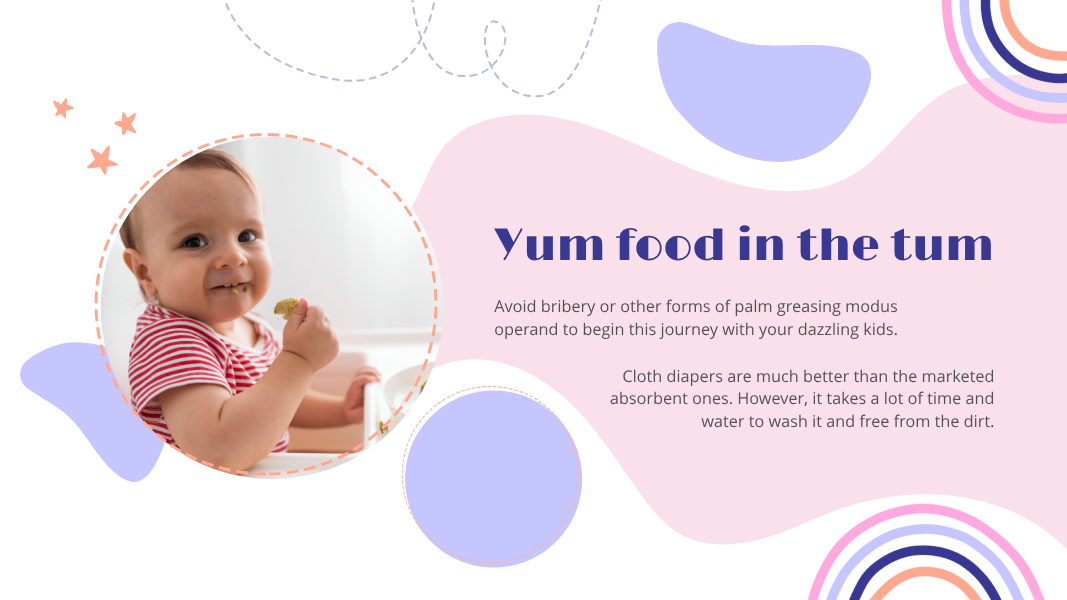 Yum food in the tum
Avoid bribery or other forms of palm greasing modus
operand to begin this journey with your dazzling kids.
Cloth diapers are much better than the marketed
absorbent ones. However, it takes a lot of time and
water to wash it and free from the dirt.